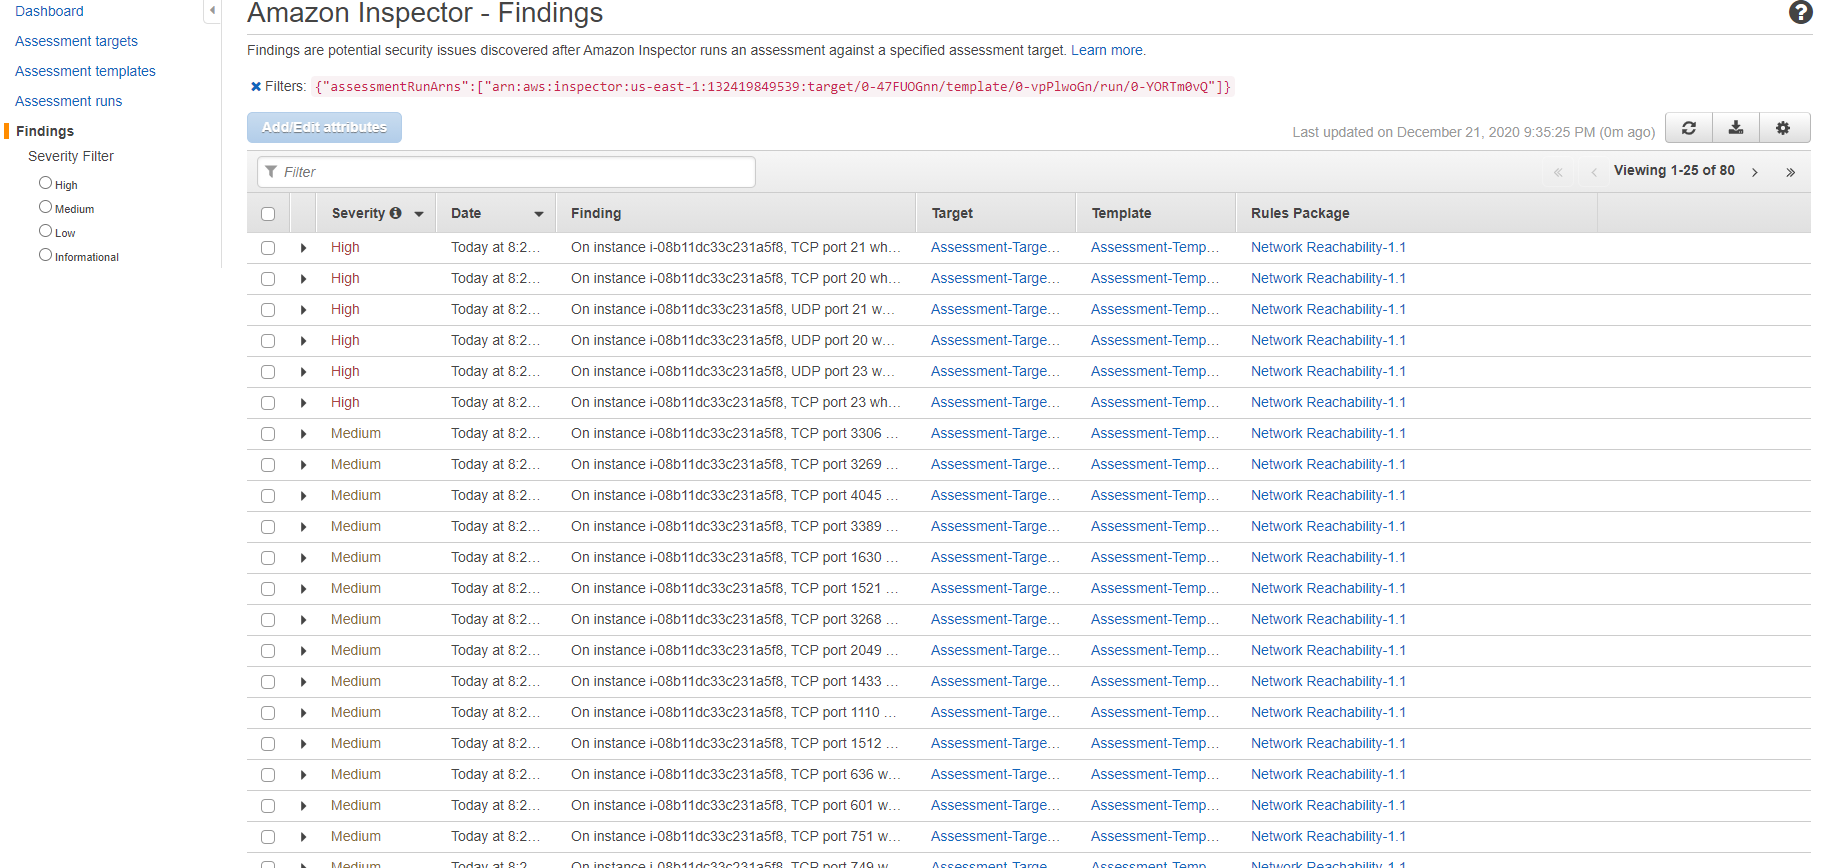 Dashboard
Assessment targets
Assessment templates
Assessment runs
Findings
Severity Filter
High
Medium
Low
Informational
Amazon Inspector - Findings
Findings are potential security issues discovered after Amazon Inspector runs an assessment against a specified assessment target. Learn more.
Filters: {"assessmentRunArns":["arn:aws:inspector:us-east-1:132419849539:target/0-47FUOGnn/template/0-vpPlwoGn/run/0-YORTm0vQ"]}
Add/Edit attributes
Last updated on December 21, 2020 9:35:25 PM (0m ago)
Filter
Viewing 1-25 of 80
Severity Date Finding Target Template Rules Package
High Today at 8:2... On instance i-08b11dc33c231a5f8, TCP port 21 wh... Assessment-Targe... Assessment-Temp... Network Reachability-1.1
High Today at 8:2... On instance i-08b11dc33c231a5f8, TCP port 20 wh... Assessment-Targe... Assessment-Temp... Network Reachability-1.1
High Today at 8:2... On instance i-08b11dc33c231a5f8, UDP port 21 w... Assessment-Targe... Assessment-Temp... Network Reachability-1.1
High Today at 8:2... On instance i-08b11dc33c231a5f8, UDP port 20 w... Assessment-Targe... Assessment-Temp... Network Reachability-1.1
High Today at 8:2... On instance i-08b11dc33c231a5f8, UDP port 23 w... Assessment-Targe... Assessment-Temp... Network Reachability-1.1
High Today at 8:2... On instance i-08b11dc33c231a5f8, TCP port 23 wh... Assessment-Targe... Assessment-Temp... Network Reachability-1.1
Medium Today at 8:2... On instance i-08b11dc33c231a5f8, TCP port 3306 ... Assessment-Targe... Assessment-Temp... Network Reachability-1.1
Medium Today at 8:2... On instance i-08b11dc33c231a5f8, TCP port 3269 ... Assessment-Targe... Assessment-Temp... Network Reachability-1.1
Medium Today at 8:2... On instance i-08b11dc33c231a5f8, TCP port 4045 ... Assessment-Targe... Assessment-Temp... Network Reachability-1.1
Medium Today at 8:2... On instance i-08b11dc33c231a5f8, TCP port 3389 ... Assessment-Targe... Assessment-Temp... Network Reachability-1.1
Medium Today at 8:2... On instance i-08b11dc33c231a5f8, TCP port 1630 ... Assessment-Targe... Assessment-Temp... Network Reachability-1.1
Medium Today at 8:2... On instance i-08b11dc33c231a5f8, TCP port 1521 ... Assessment-Targe... Assessment-Temp... Network Reachability-1.1
Medium Today at 8:2... On instance i-08b11dc33c231a5f8, TCP port 3268 ... Assessment-Targe... Assessment-Temp... Network Reachability-1.1
Medium Today at 8:2... On instance i-08b11dc33c231a5f8, TCP port 2049 ... Assessment-Targe... Assessment-Temp... Network Reachability-1.1
Medium Today at 8:2... On instance i-08b11dc33c231a5f8, TCP port 1433 ... Assessment-Targe... Assessment-Temp... Network Reachability-1.1
Medium Today at 8:2... On instance i-08b11dc33c231a5f8, TCP port 1110 ... Assessment-Targe... Assessment-Temp... Network Reachability-1.1
Medium Today at 8:2... On instance i-08b11dc33c231a5f8, TCP port 1512 ... Assessment-Targe... Assessment-Temp... Network Reachability-1.1
Medium Today at 8:2... On instance i-08b11dc33c231a5f8, TCP port 636 w... Assessment-Targe... Assessment-Temp... Network Reachability-1.1
Medium Today at 8:2... On instance i-08b11dc33c231a5f8, TCP port 601 w... Assessment-Targe... Assessment-Temp... Network Reachability-1.1
Medium Today at 8:2... On instance i-08b11dc33c231a5f8, TCP port 751 w... Assessment-Targe... Assessment-Temp... Network Reachability-1.1
Medium Today at 8:2... On instance i-08b11dc33c231a5f8, TCP port 749 w... Assessment-Targe... Assessment-Temp... Network Reachability-1.1